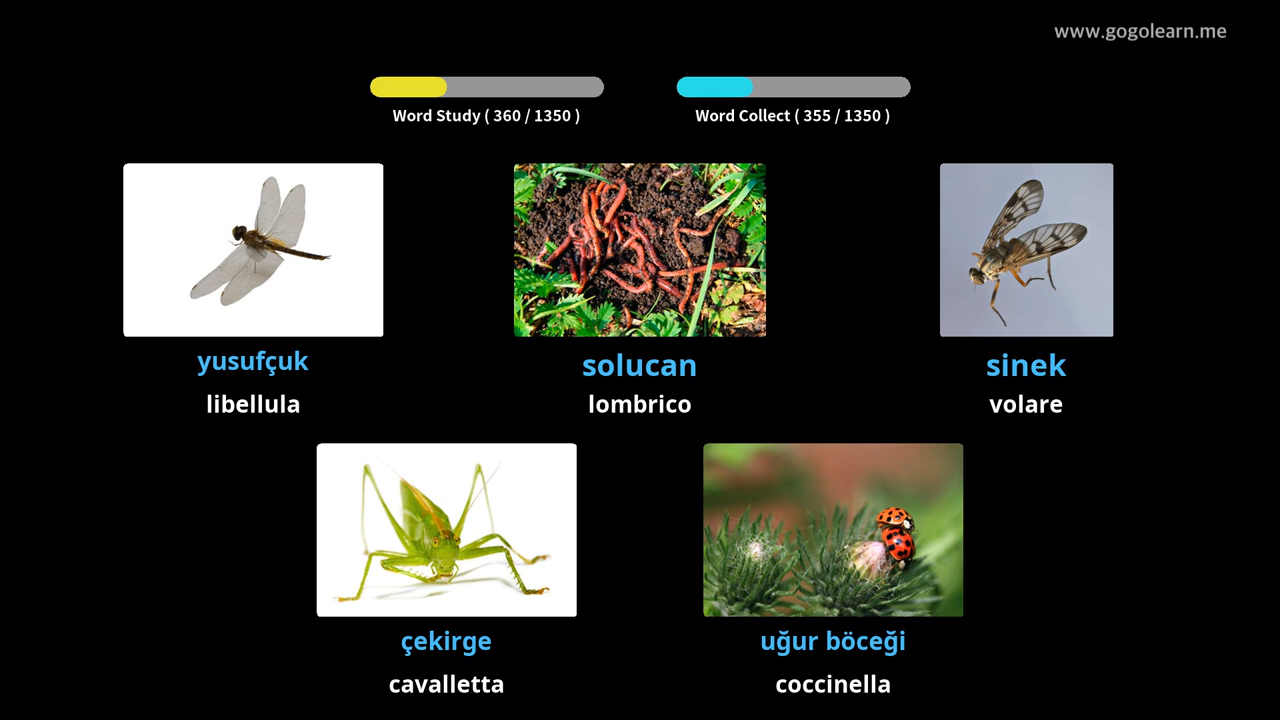 www.gogolearn.me
Word Study ( 360 / 1350 )
Word Collect ( 355 / 1350 )
yusufçuk
solucan
sinek
libellula
lombrico
volare
çekirge
uğur böceği
cavalletta
coccinella